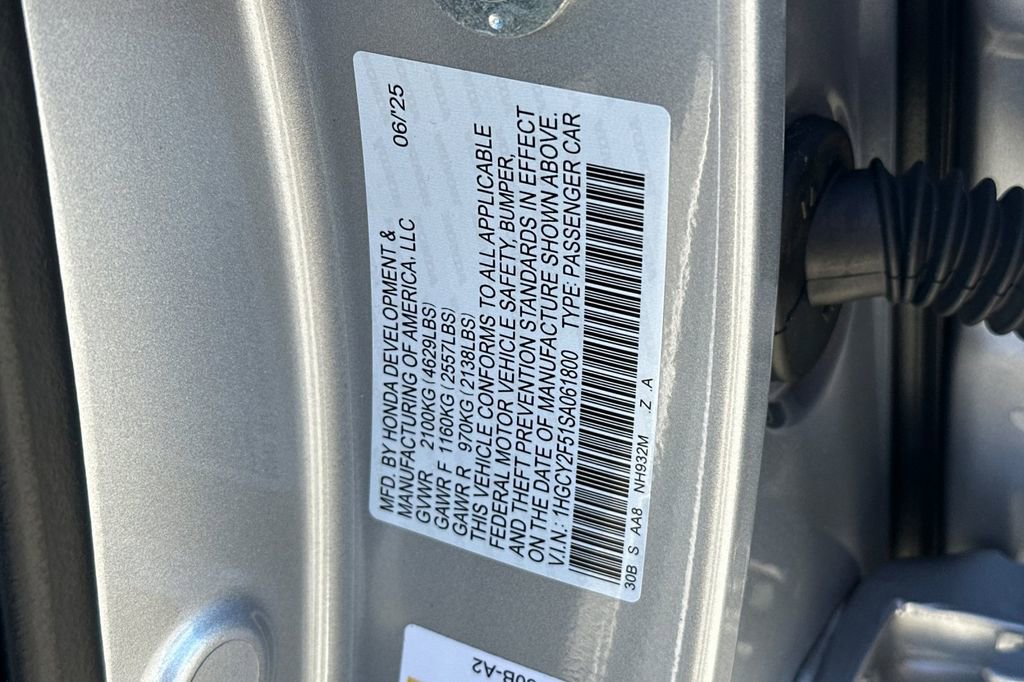 MFD. BY HONDA DEVELOPMENT &
MANUFACTURING OF AMERICA, LLC 06/'25
GVWR 2100KG (4629LBS)
GAWR F 1160KG (2557LBS)
GAWR R 970KG (2138LBS)
THIS VEHICLE CONFORMS TO ALL APPLICABLE
FEDERAL MOTOR VEHICLE SAFETY, BUMPER,
AND THEFT PREVENTION STANDARDS IN EFFECT
ON THE DATE OF MANUFACTURE SHOWN ABOVE.
V.I.N.: 1HGCY2F51SA061800 TYPE: PASSENGER CAR
30B S AA8 NH932M .Z .A
0B-A2